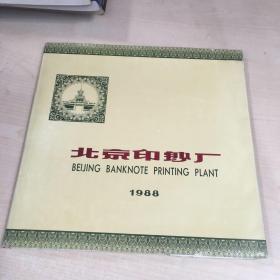 北京印钞厂
BEIJING BANKNOTE PRINTING PLANT
1988